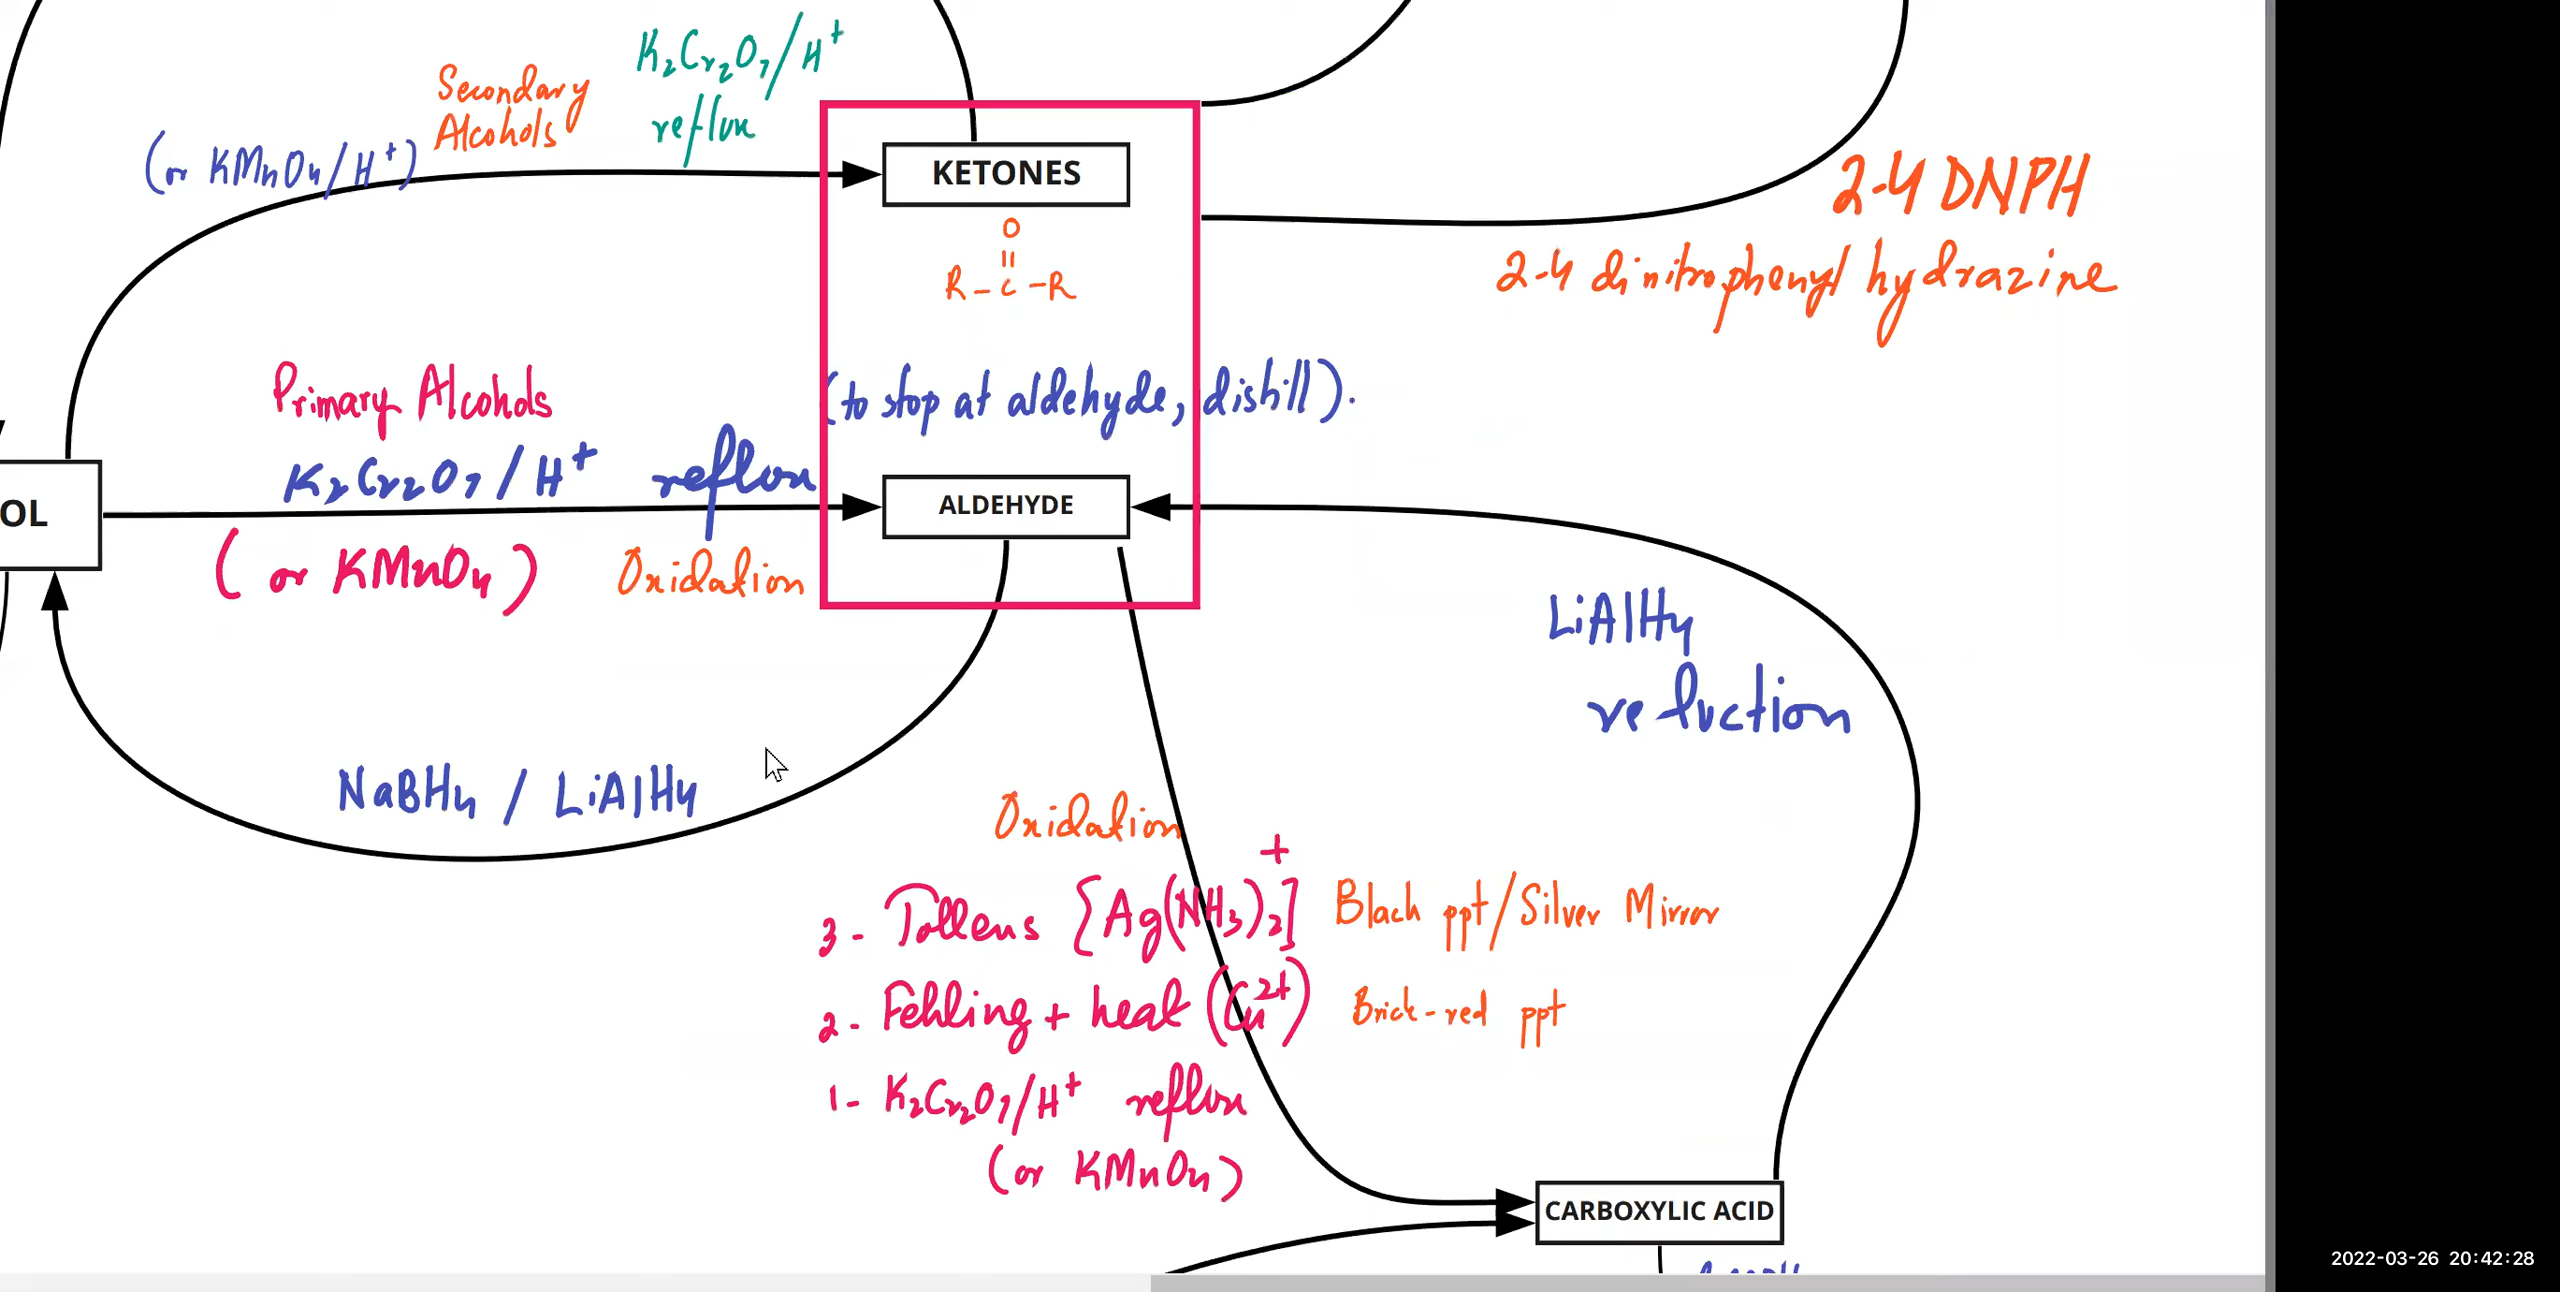 K2Cr2O7/H+
reflux
Secondary
Alcohols
(or KMnO4/H+)
KETONES
O
R-C-R
2-4 DNPH
2-4 dinitrophenyl hydrazine
Primary Alcohols
(to stop at aldehyde, distill).
K2Cr2O7/H+ reflux
ALDEHYDE
OL
(or KMnO4) Oxidation
LiAlH4
reduction
NaBH4 / LiAlH4
Oxidation
3- Tollens [Ag(NH3)2]+ Black ppt/Silver Mirror
2- Fehling + heat (Cu2+) Brick-red ppt
1- K2Cr2O7/H+ reflux
(or KMnO4)
CARBOXYLIC ACID
2022-03-26 20:42:28